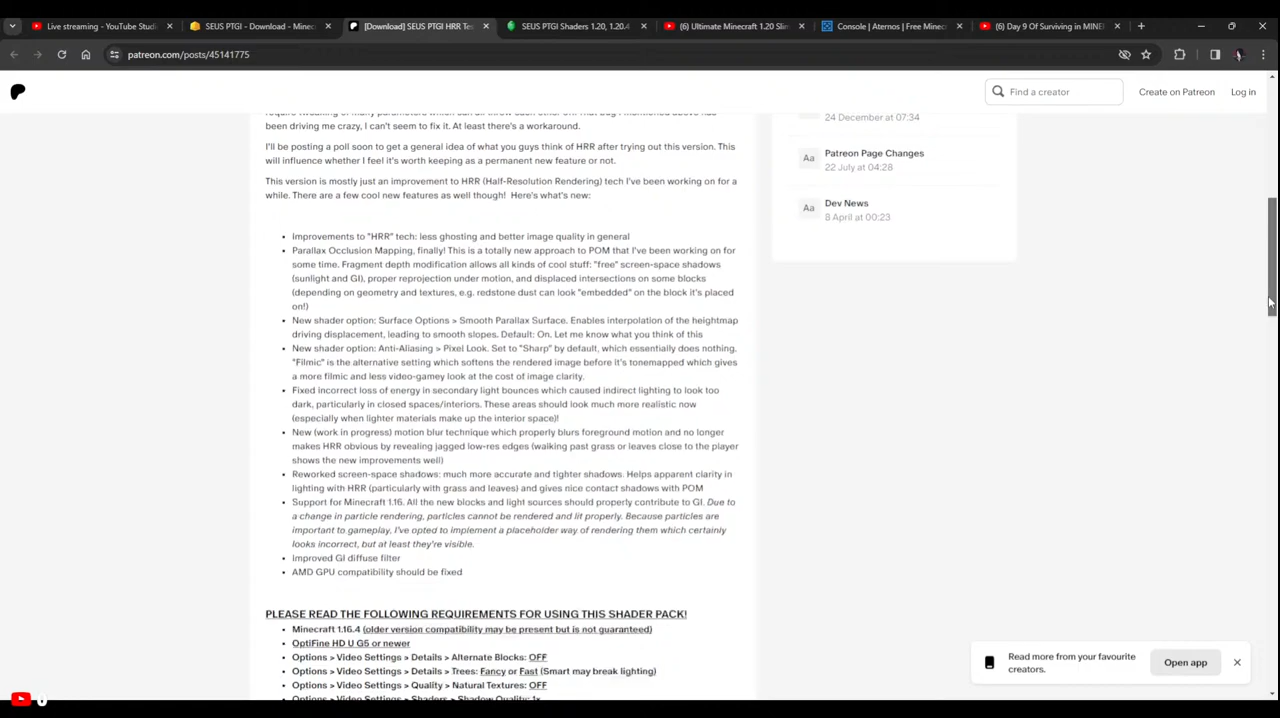 Live streaming - YouTube Studi
SEUS PTGI - Download - Minec
[Download] SEUS PTGI HRR Tes
SEUS PTGI Shaders 1.20, 1.20.4
(6) Ultimate Minecraft 1.20 Slim
Console | Aternos | Free Minecr
(6) Day 9 Of Surviving in MINE
patreon.com/posts/45141775
Find a creator
Create on Patreon
Log in
been driving me crazy, I can't seem to fix it. At least there's a workaround.
I'll be posting a poll soon to get a general idea of what you guys think of HRR after trying out this version. This
will influence whether I feel it's worth keeping as a permanent new feature or not.
This version is mostly just an improvement to HRR (Half-Resolution Rendering) tech I've been working on for a
while. There are a few cool new features as well though! Here's what's new:
Improvements to "HRR" tech: less ghosting and better image quality in general
Parallax Occlusion Mapping, finally! This is a totally new approach to POM that I've been working on for
some time. Fragment depth modification allows all kinds of cool stuff: "free" screen-space shadows
(sunlight and GI), proper reprojection under motion, and displaced intersections on some blocks
(depending on geometry and textures, e.g. redstone dust can look "embedded" on the block it's placed
on!)
New shader option: Surface Options > Smooth Parallax Surface. Enables interpolation of the heightmap
driving displacement, leading to smooth slopes. Default: On. Let me know what you think of this
New shader option: Anti-Aliasing > Pixel Look. Set to "Sharp" by default, which essentially does nothing.
"Filmic" is the alternative setting which softens the rendered image before it's tonemapped which gives
a more filmic and less video-gamey look at the cost of image clarity.
Fixed incorrect loss of energy in secondary light bounces which caused indirect lighting to look too
dark, particularly in closed spaces/interiors. These areas should look much more realistic now
(especially when lighter materials make up the interior space)!
New (work in progress) motion blur technique which properly blurs foreground motion and no longer
makes HRR obvious by revealing jagged low-res edges (walking past grass or leaves close to the player
shows the new improvements well)
Reworked screen-space shadows: much more accurate and tighter shadows. Helps apparent clarity in
lighting with HRR (particularly with grass and leaves) and gives nice contact shadows with POM
Support for Minecraft 1.16. All the new blocks and light sources should properly contribute to GI. Due to
a change in particle rendering, particles cannot be rendered and lit properly. Because particles are
important to gameplay, I've opted to implement a placeholder way of rendering them which certainly
looks incorrect, but at least they're visible.
Improved GI diffuse filter
AMD GPU compatibility should be fixed
PLEASE READ THE FOLLOWING REQUIREMENTS FOR USING THIS SHADER PACK!
Minecraft 1.16.4 (older version compatibility may be present but is not guaranteed)
OptiFine HD U G5 or newer
Options > Video Settings > Details > Alternate Blocks: OFF
Options > Video Settings > Details > Trees: Fancy or Fast (Smart may break lighting)
Options > Video Settings > Quality > Natural Textures: OFF
Options > Video Settings > Shaders > Shadow Quality: 1x
24 December at 07:34
Aa
Patreon Page Changes
22 July at 04:28
Aa
Dev News
8 April at 00:23
Read more from your favourite
creators.
Open app